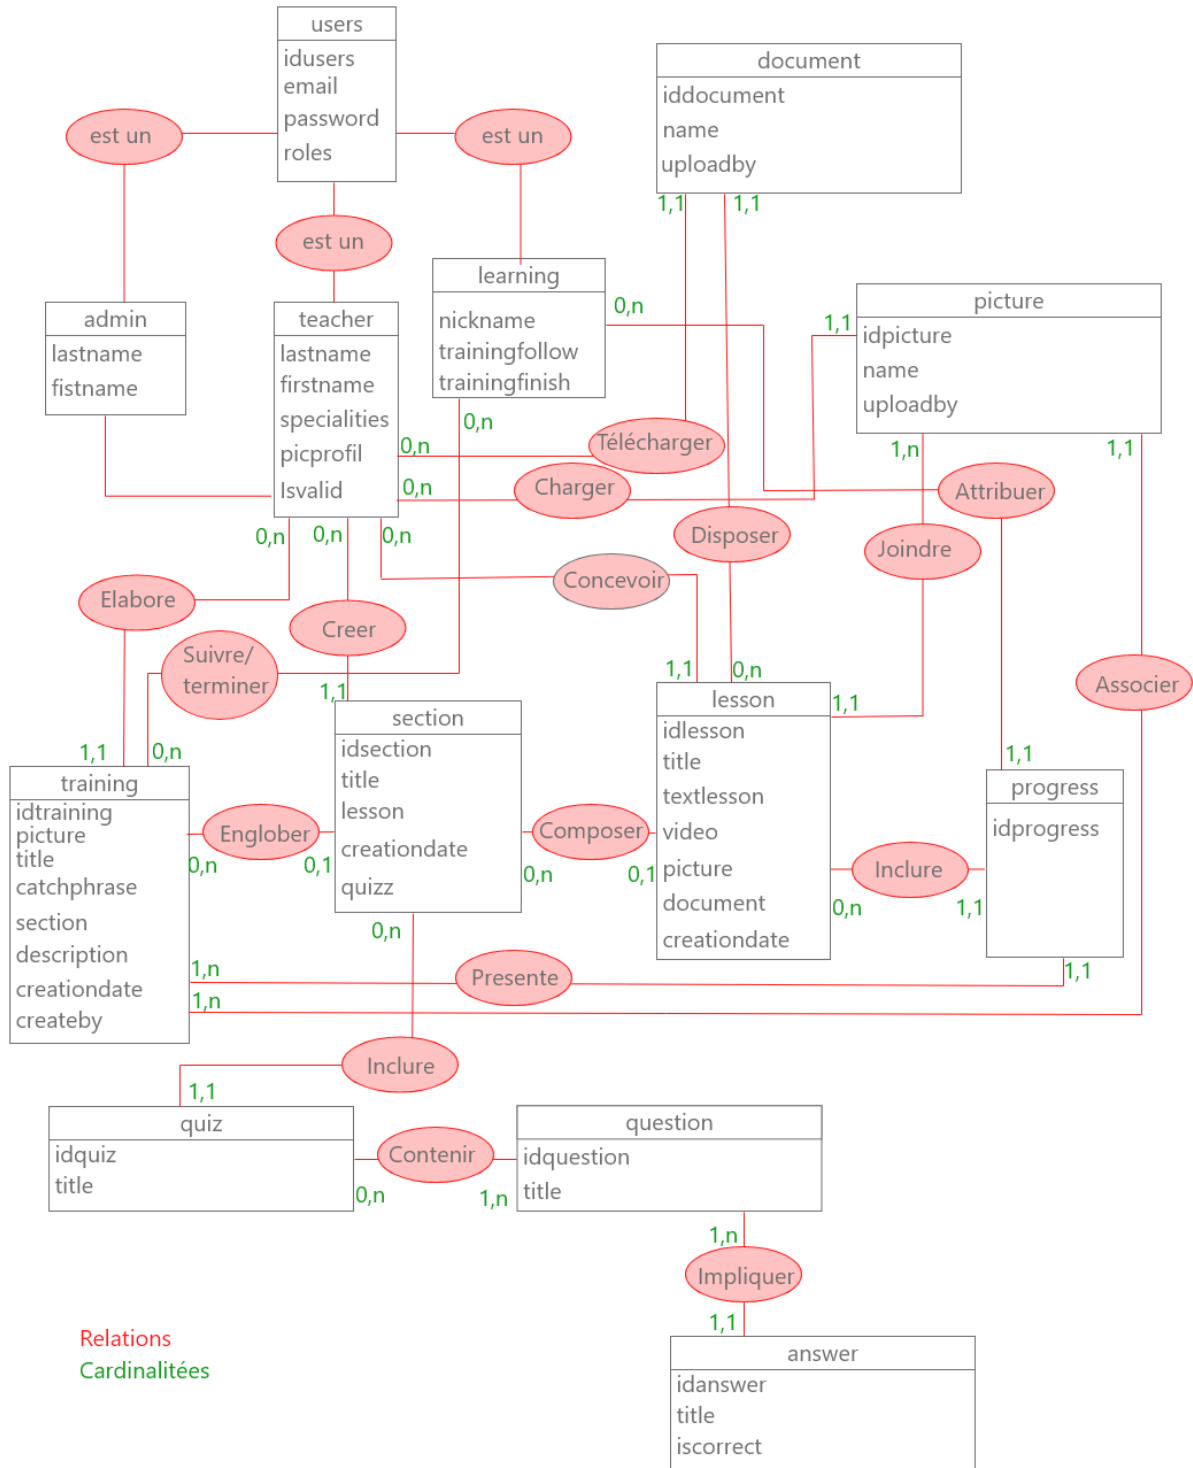 users
idusers
email
password
roles
document
iddocument
name
uploadby
est un
est un
est un
1,1
1,1
learning
nickname
trainingfollow
trainingfinish
0,n
picture
idpicture
name
uploadby
1,1
admin
lastname
fistname
teacher
lastname
firstname
specialities
picprofil
Isvalid
0,n
0,n
Télécharger
0,n
Charger
1,n
1,1
Attribuer
0,n
0,n
0,n
Disposer
Joindre
Concevoir
Elabore
Creer
Suivre/
terminer
1,1
0,n
Associer
1,1
1,1
1,1
0,n
1,1
training
idtraining
picture
title
catchphrase
section
description
creationdate
createby
section
idsection
title
lesson
creationdate
quizz
lesson
idlesson
title
textlesson
video
picture
document
creationdate
progress
idprogress
Englober
0,n
0,1
Composer
0,n
0,1
Inclure
0,n
1,1
0,n
1,n
Presente
1,1
1,n
Inclure
1,1
quiz
idquiz
title
Contenir
0,n
1,n
question
idquestion
title
1,n
Impliquer
1,1
Relations
Cardinalitées
answer
idanswer
title
iscorrect